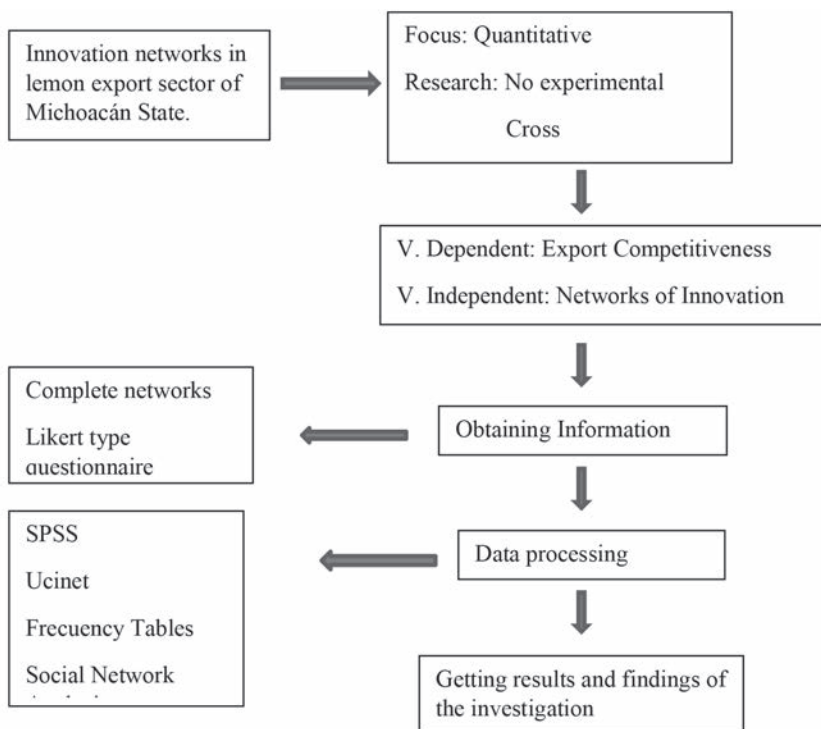 Innovation networks in
lemon export sector of
Michoacán State.
Focus: Quantitative
Research: No experimental
Cross
V. Dependent: Export Competitiveness
V. Independent: Networks of Innovation
Complete networks
Likert type
questionnaire
Obtaining Information
SPSS
Ucinet
Frecuency Tables
Social Network
Data processing
Getting results and findings of
the investigation